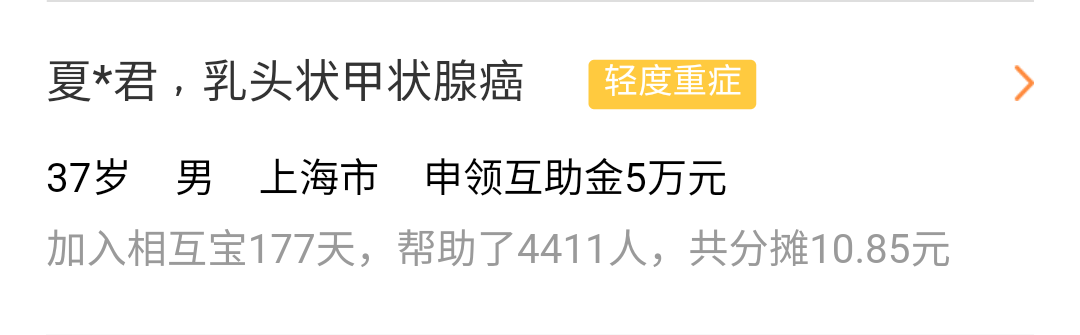 夏*君，乳头状甲状腺癌 轻度重症
37岁 男 上海市 申领互助金5万元
加入相互宝177天，帮助了4411人，共分摊10.85元